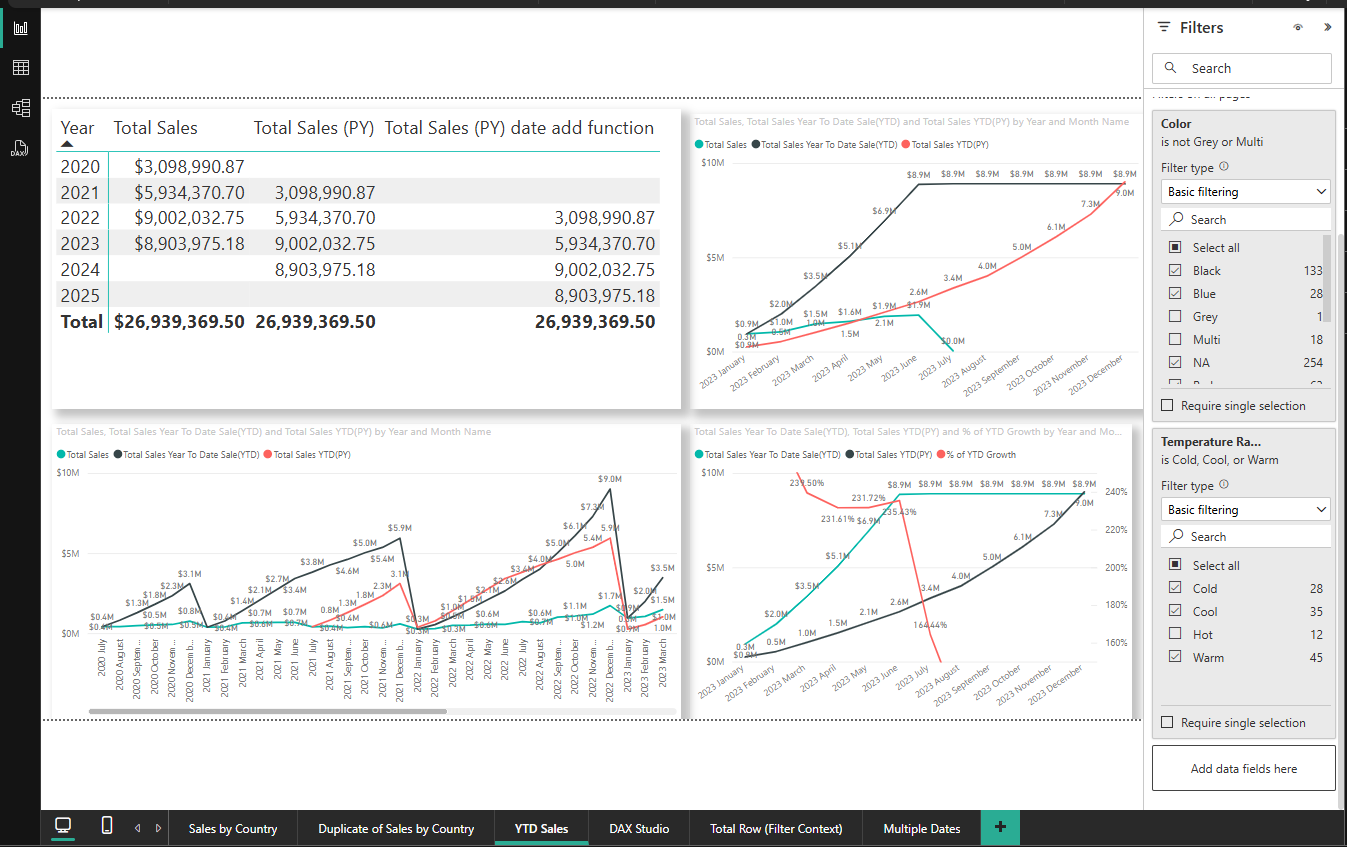 Filters
Search
Filters on all pages
Year Total Sales Total Sales (PY) Total Sales (PY) date add function
2020 $3,098,990.87
2021 $5,934,370.70 3,098,990.87
2022 $9,002,032.75 5,934,370.70 3,098,990.87
2023 $8,903,975.18 9,002,032.75 5,934,370.70
2024 8,903,975.18 9,002,032.75
2025 8,903,975.18
Total $26,939,369.50 26,939,369.50 26,939,369.50
Total Sales, Total Sales Year To Date Sale(YTD) and Total Sales YTD(PY) by Year and Month Name
Total Sales Total Sales Year To Date Sale(YTD) Total Sales YTD(PY)
$10M
$8.9M $8.9M $8.9M $8.9M $8.9M $8.9M $8.9M
9.0M
$6.9M 7.3M
6.1M
$5M $5.1M 5.0M
$3.5M 3.4M 4.0M
$2.0M 2.6M
$0.9M $1.0M $1.5M $1.6M $1.9M $1.9M
0.3M 0.5M 1.0M 1.5M 2.1M $0.0M
$0M $0.9M
2023 January 2023 February 2023 March 2023 April 2023 May 2023 June 2023 July 2023 August 2023 September 2023 October 2023 November 2023 December
Total Sales, Total Sales Year To Date Sale(YTD) and Total Sales YTD(PY) by Year and Month Name
Total Sales Total Sales Year To Date Sale(YTD) Total Sales YTD(PY)
$10M
$9.0M
$7.3M
$5.9M $6.1M 5.9M
$5M $5.0M $5.4M $5.0M 5.4M
$3.8M $4.6M $4.0M 5.0M
$3.1M $2.7M $3.4M 3.1M $3.4M $3.5M
$2.3M $2.1M 2.3M $2.6M $2.1M $2.0M
$1.8M $1.3M $1.4M 1.8M 1.3M $1.5M $1.0M $1.7M $1.5M
$0.4M $0.5M $0.8M $0.6M $0.7M $0.7M 0.8M $0.4M $0.6M $0.6M $1.1M $0.9M $1.0M
$0.4M $0.5M $0.5M $0.4M $0.6M $0.7M $0.4M $0.6M $0.3M $0.3M $0.6M $0.7M $1.0M $1.2M $0.9M 1.0M
$0M
2020 July 2020 August 2020 Septem... 2020 October 2020 Novem... 2020 Decemb... 2021 January 2021 February 2021 March 2021 April 2021 May 2021 June 2021 July 2021 August 2021 Septem... 2021 October 2021 Novem... 2021 Decemb... 2022 January 2022 February 2022 March 2022 April 2022 May 2022 June 2022 July 2022 August 2022 Septem... 2022 October 2022 Novem... 2022 Decemb... 2023 January 2023 February 2023 March
Total Sales Year To Date Sale(YTD), Total Sales YTD(PY) and % of YTD Growth by Year and Mo...
Total Sales Year To Date Sale(YTD) Total Sales YTD(PY) % of YTD Growth
$10M
239.50% $8.9M $8.9M $8.9M $8.9M $8.9M $8.9M $8.9M 240%
231.72% 9.0M
231.61% $6.9M 235.43% 7.3M 220%
6.1M
$5M $5.1M 5.0M 200%
$3.5M 3.4M 4.0M
$2.0M 2.1M 2.6M 180%
0.3M 0.5M 1.0M 1.5M 164.44% 160%
$0M $0.9M
2023 January 2023 February 2023 March 2023 April 2023 May 2023 June 2023 July 2023 August 2023 September 2023 October 2023 November 2023 December
Color
is not Grey or Multi
Filter type
Basic filtering
Search
Select all
Black 133
Blue 28
Grey 1
Multi 18
NA 254
Require single selection
Temperature Ra...
is Cold, Cool, or Warm
Filter type
Basic filtering
Search
Select all
Cold 28
Cool 35
Hot 12
Warm 45
Require single selection
Add data fields here
DAX
Sales by Country Duplicate of Sales by Country YTD Sales DAX Studio Total Row (Filter Context) Multiple Dates +